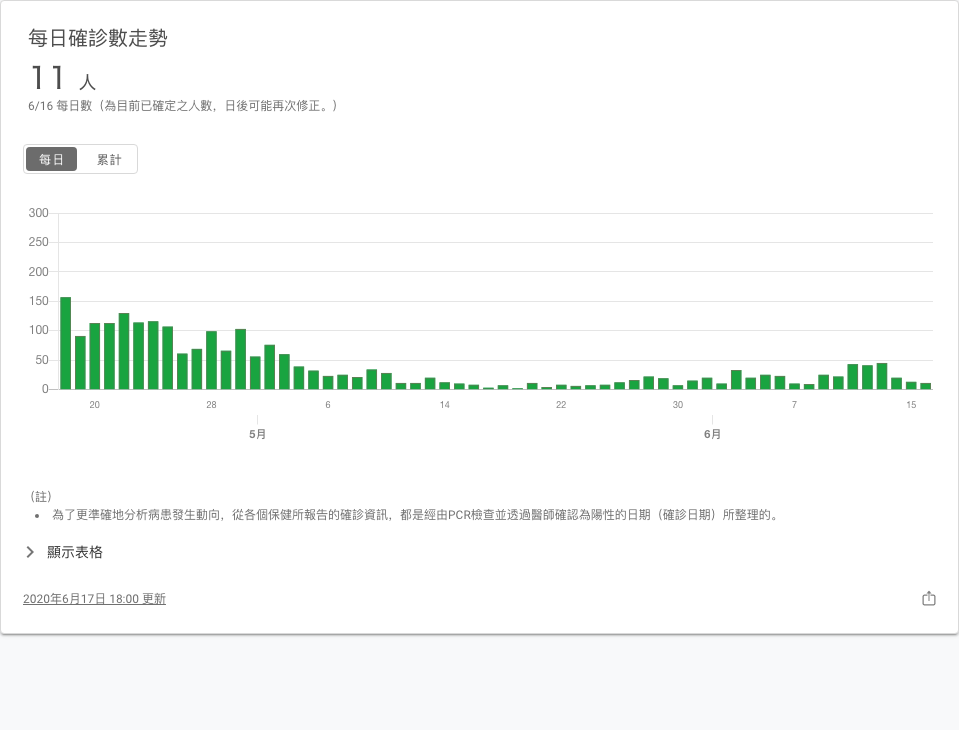 每日確診數走勢
11 人
6/16 每日數（為目前已確定之人數，日後可能再次修正。）
每日 累計
300
250
200
150
100
50
0
20 28 6 14 22 30 7 15
5月 6月
（註）
• 為了更準確地分析病患發生動向，從各個保健所報告的確診資訊，都是經由PCR檢查並透過醫師確認為陽性的日期（確診日期）所整理的。
顯示表格
2020年6月17日 18:00 更新